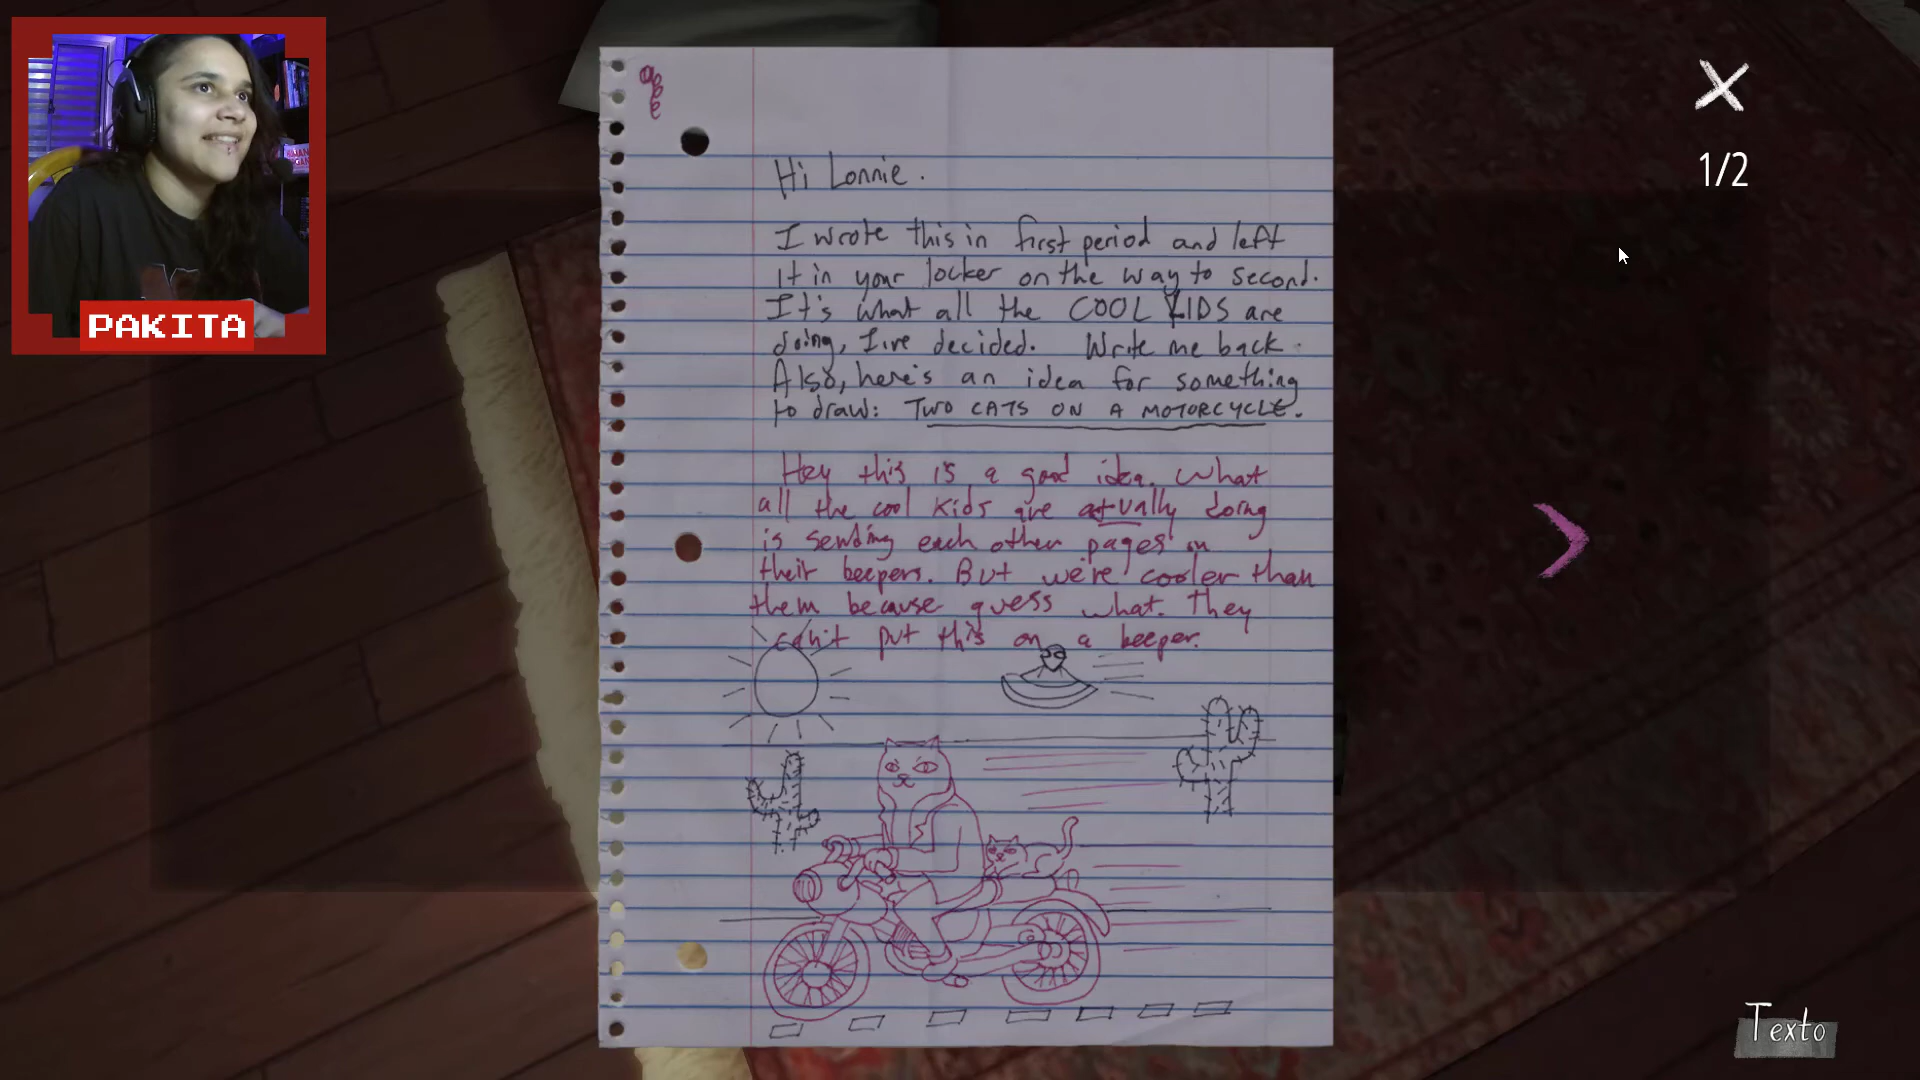 PAKITA
1/2
Hi Lonnie.
I wrote this in first period and left
it in your locker on the way to second.
It's what all the COOL KIDS are
doing, I've decided. Write me back.
Also, here's an idea for something
to draw: TWO CATS ON A MOTORCYCLE.
Hey this is a good idea. What
all the cool kids are actually doing
is sending each other pages on
their beepers. But we're cooler than
them because guess what. They
can't put this on a beeper.
Texto